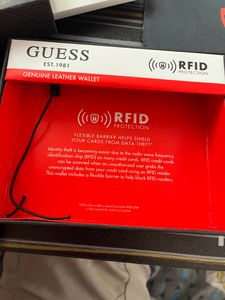 GUESS
EST. 1981
RFID
PROTECTION
GENUINE LEATHER WALLET
RFID
PROTECTION
FLEXIBLE BARRIER HELPS SHIELD
YOUR CARDS FROM DATA THEFT*
Identity theft is becoming easier due to the radio wave frequency
identification chip (RFID) on many credit cards. RFID credit cards
can be scanned when an unauthorized user grabs the
unencrypted data from your credit card using an RFID reader.
This wallet includes a flexible barrier to help block RFID readers.